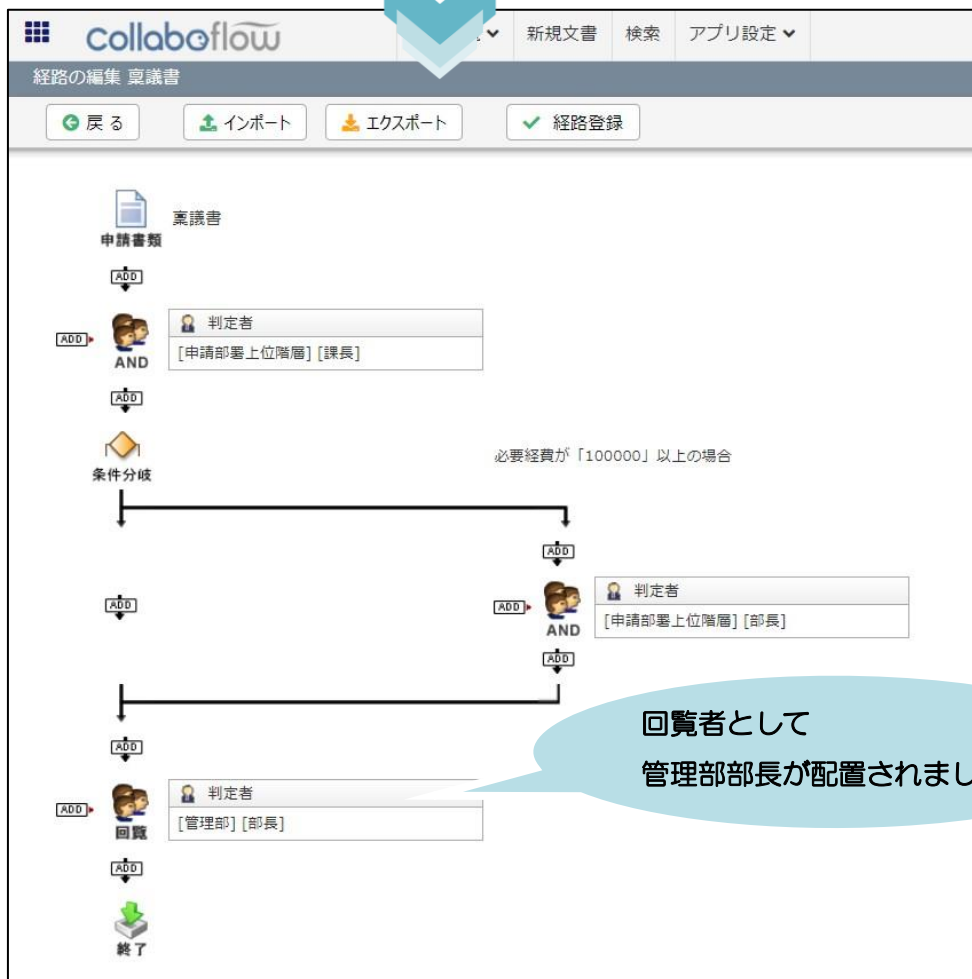 collaboflow
新規文書 検索 アプリ設定
経路の編集 稟議書
戻る インポート エクスポート 経路登録
稟議書
申請書類
ADD
判定者
ADD
[申請部署上位階層] [課長]
AND
ADD
必要経費が「100000」以上の場合
条件分岐
ADD
判定者
ADD ADD
[申請部署上位階層] [部長]
AND
ADD
回覧者として
ADD
管理部部長が配置されまし
判定者
ADD
[管理部] [部長]
回覧
ADD
終了